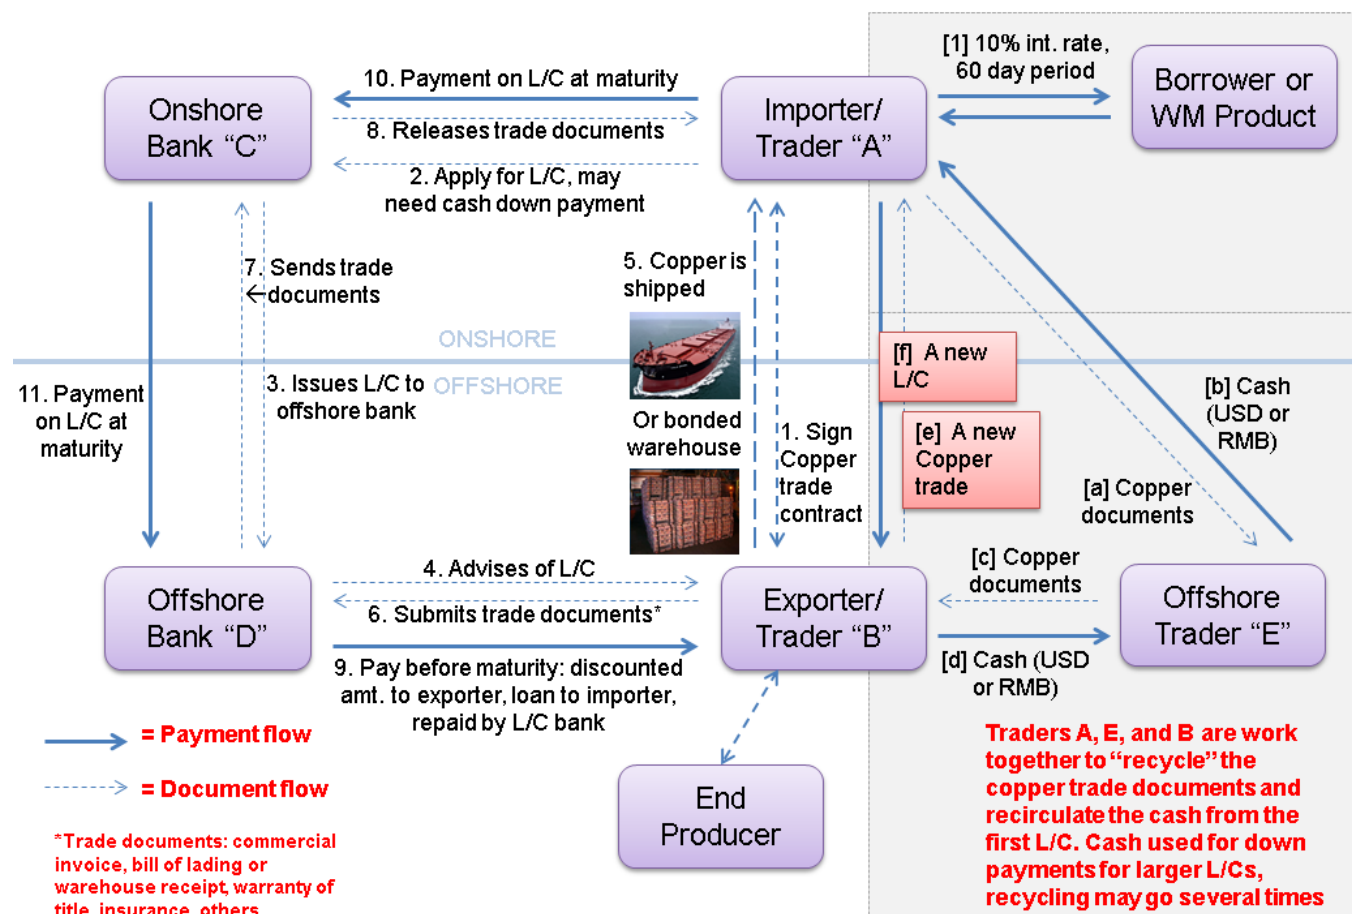 [1] 10% int. rate,
60 day period
Onshore
Bank “C”
10. Payment on L/C at maturity
8. Releases trade documents
2. Apply for L/C, may
need cash down payment
Importer/
Trader “A”
Borrower or
WM Product
7. Sends trade
←documents
5. Copper is
shipped
ONSHORE
OFFSHORE
11. Payment
on L/C at
maturity
3. Issues L/C to
offshore bank
Or bonded
warehouse
1. Sign
Copper
trade
contract
[f] A new
L/C
[e] A new
Copper
trade
[b] Cash
(USD or
RMB)
[a] Copper
documents
Offshore
Bank “D”
4. Advises of L/C
6. Submits trade documents*
9. Pay before maturity: discounted
amt. to exporter, loan to importer,
repaid by L/C bank
Exporter/
Trader “B”
[c] Copper
documents
[d] Cash (USD
or RMB)
Offshore
Trader “E”
End
Producer
= Payment flow
= Document flow
*Trade documents: commercial
invoice, bill of lading or
warehouse receipt, warranty of
title, insurance, others
Traders A, E, and B are work
together to “recycle” the
copper trade documents and
recirculate the cash from the
first L/C. Cash used for down
payments for larger L/Cs,
recycling may go several times